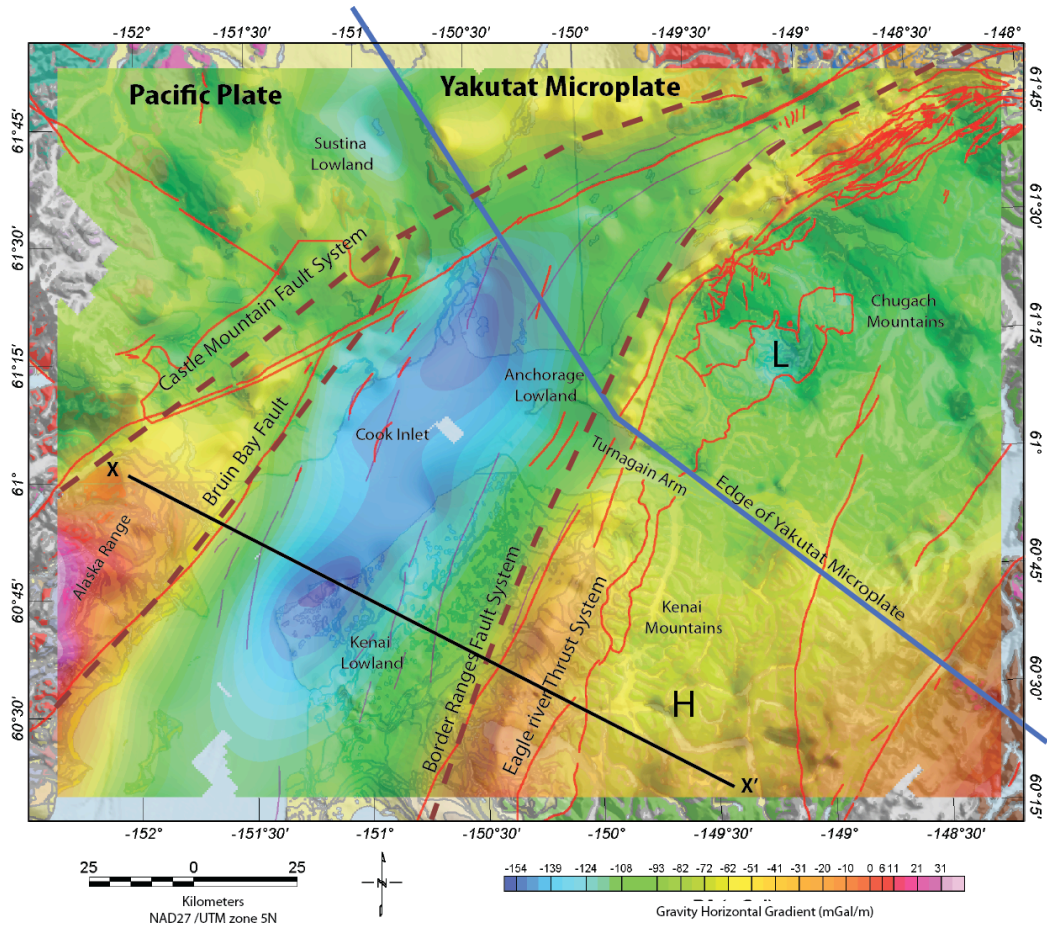 -152°
-151°30'
-151°
-150°30'
-150°
-149°30'
-149°
-148°30'
-148°
Pacific Plate
Yakutat Microplate
61°45'
61°45'
Sustina
Lowland
61°30'
61°30'
Castle Mountain Fault System
Chugach
Mountains
61°15'
61°15'
L
Anchorage
Lowland
Cook Inlet
Bruin Bay Fault
61°
61°
Turnagain Arm
X
Edge of Yakutat Microplate
Alaska Range
60°45'
60°45'
Kenai
Mountains
Kenai
Lowland
Border Ranges Fault System
Eagle river Thrust System
60°30'
60°30'
H
X'
60°15'
-152°
-151°30'
-151°
-150°30'
-150°
-149°30'
-149°
-148°30'
25
0
25
Kilometers
NAD27 /UTM zone 5N
N
-154 -139 -124 -108 -93 -82 -72 -62 -52 -41 -31 -20 -10 0 6 11 21 31
Gravity Horizontal Gradient (mGal/m)